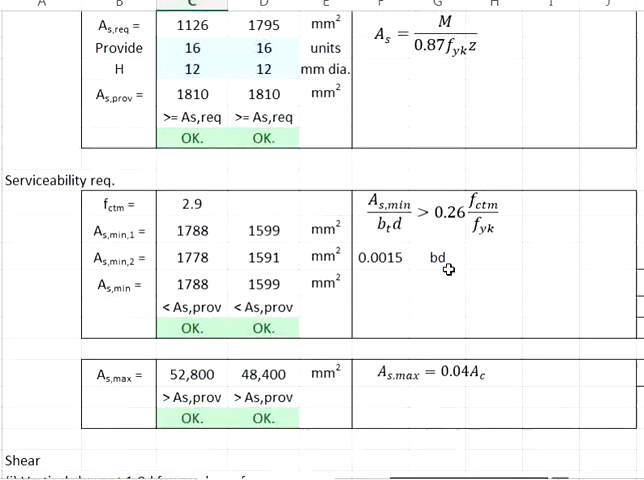 A B C D E F G H I J
As,req = 1126 1795 mm²
Provide 16 16 units
H 12 12 mm dia.
As,prov = 1810 1810 mm²
>= As,req >= As,req
OK. OK.
As = M / 0.87fykz
Serviceability req.
fctm = 2.9
As,min / btd > 0.26 fctm / fyk
As,min,1 = 1788 1599 mm²
As,min,2 = 1778 1591 mm² 0.0015 bd
As,min = 1788 1599 mm²
< As,prov < As,prov
OK. OK.
As,max = 52,800 48,400 mm² As.max = 0.04Ac
> As,prov > As,prov
OK. OK.
Shear